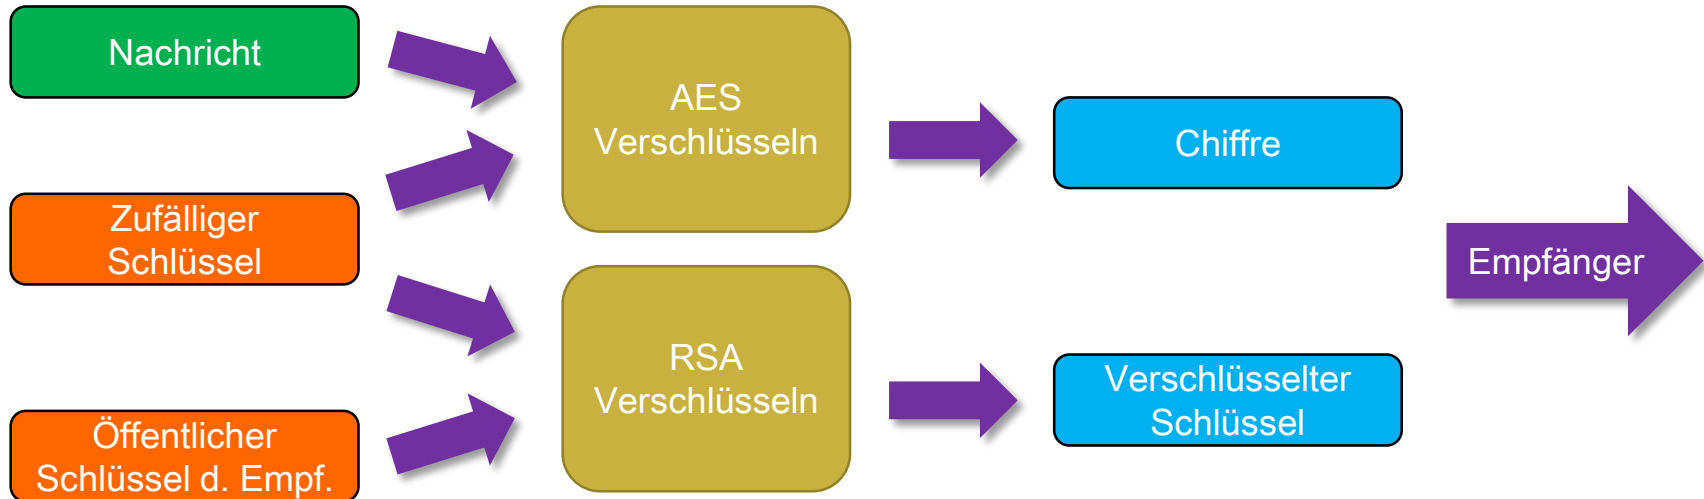 Nachricht
Zufälliger
Schlüssel
Öffentlicher
Schlüssel d. Empf.
AES
Verschlüsseln
RSA
Verschlüsseln
Chiffre
Verschlüsselter
Schlüssel
Empfänger